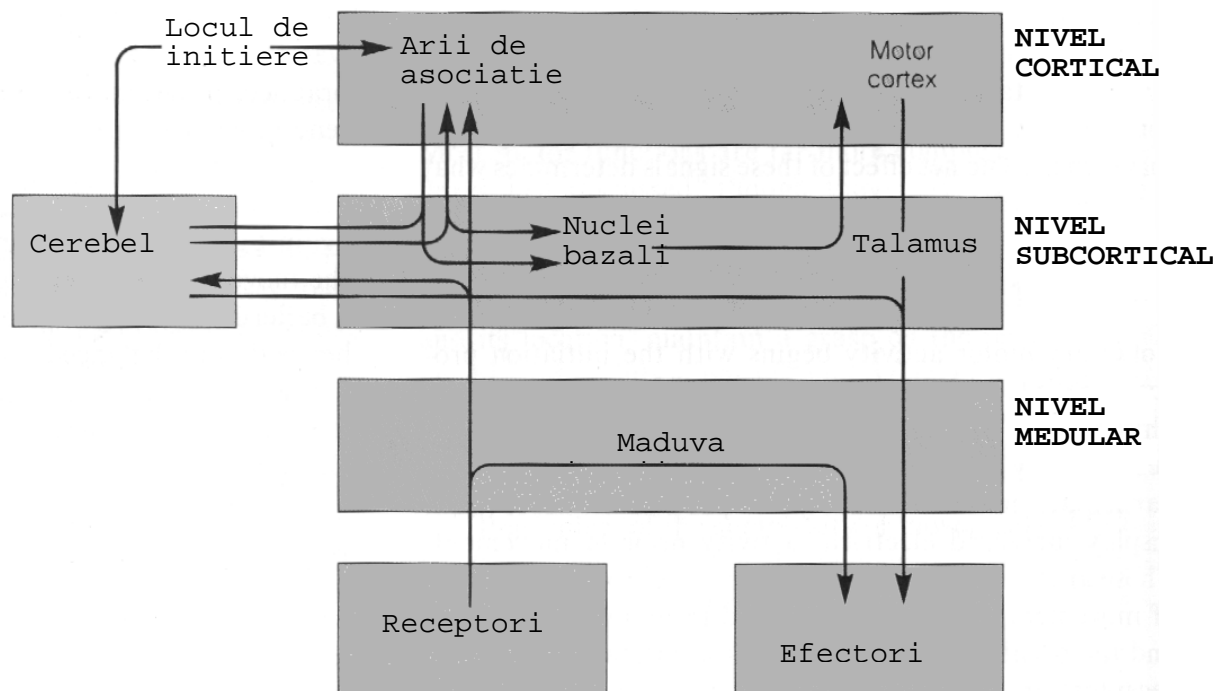 Locul de
initiere
Arii de
asociatie
Motor
cortex
NIVEL
CORTICAL
Cerebel
Nuclei
bazali
Talamus
NIVEL
SUBCORTICAL
Maduva
NIVEL
MEDULAR
Receptori
Efectori